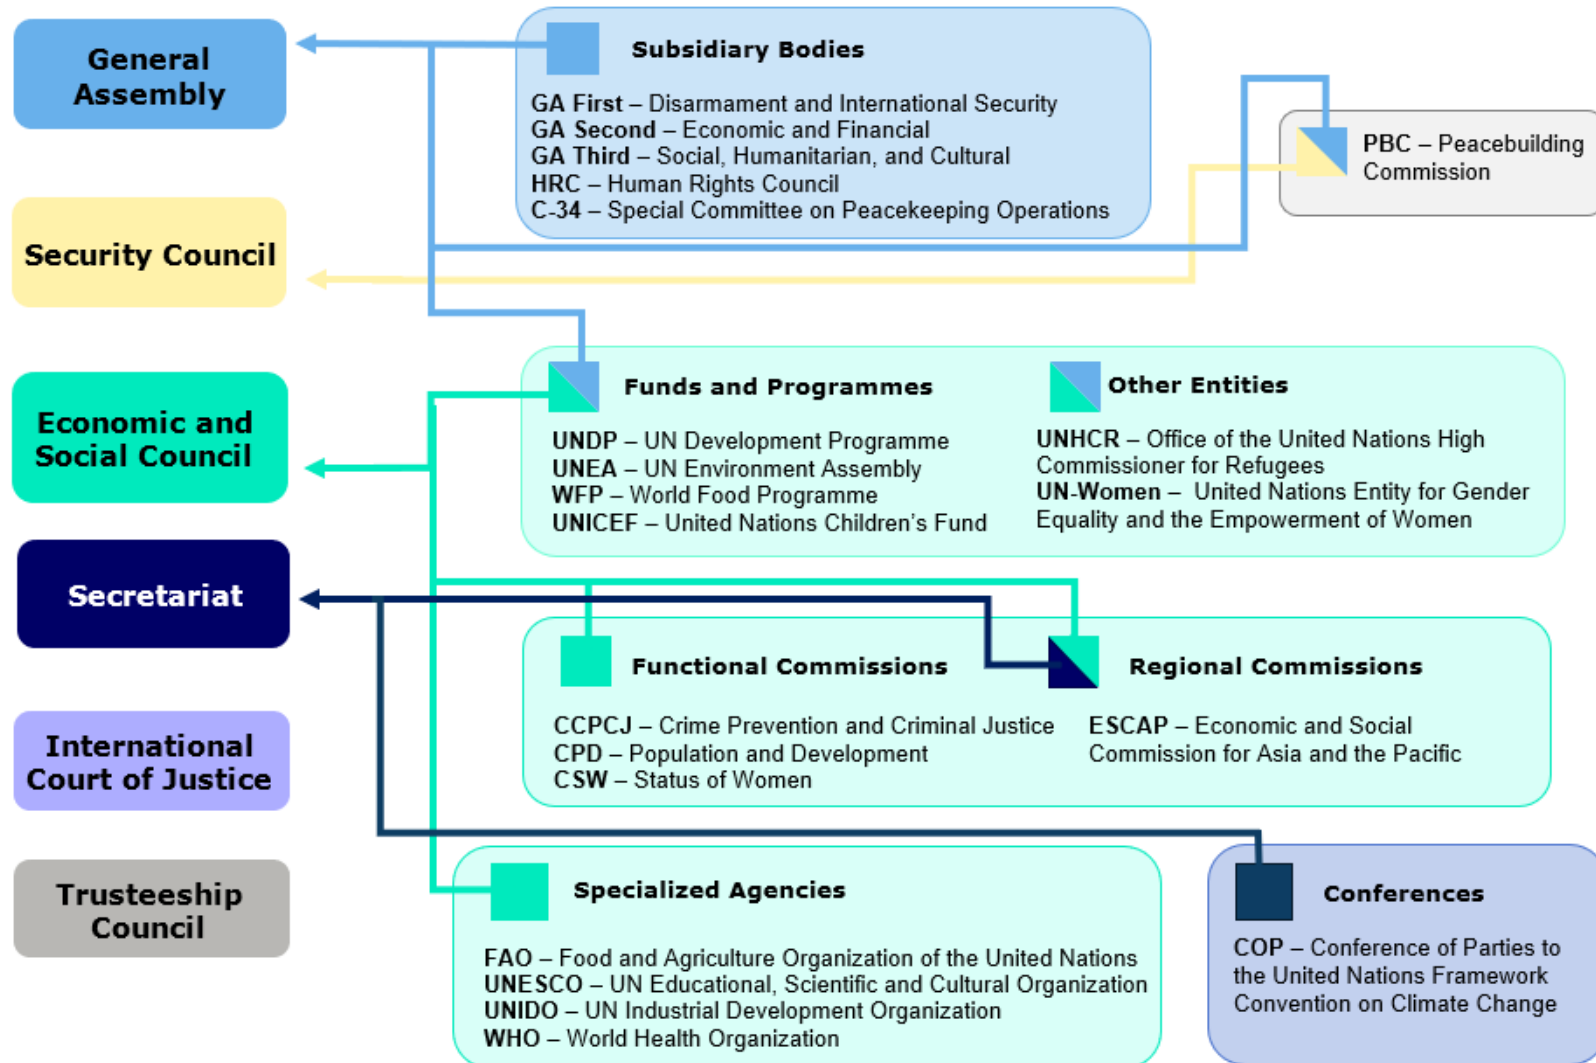 General
Assembly
Subsidiary Bodies
GA First – Disarmament and International Security
GA Second – Economic and Financial
GA Third – Social, Humanitarian, and Cultural
HRC – Human Rights Council
C-34 – Special Committee on Peacekeeping Operations
PBC – Peacebuilding
Commission
Security Council
Economic and
Social Council
Funds and Programmes
UNDP – UN Development Programme
UNEA – UN Environment Assembly
WFP – World Food Programme
UNICEF – United Nations Children's Fund
Other Entities
UNHCR – Office of the United Nations High
Commissioner for Refugees
UN-Women –  United Nations Entity for Gender
Equality and the Empowerment of Women
Secretariat
Functional Commissions
CCPCJ – Crime Prevention and Criminal Justice
CPD – Population and Development
CSW – Status of Women
Regional Commissions
ESCAP – Economic and Social
Commission for Asia and the Pacific
International
Court of Justice
Trusteeship
Council
Specialized Agencies
FAO – Food and Agriculture Organization of the United Nations
UNESCO – UN Educational, Scientific and Cultural Organization
UNIDO – UN Industrial Development Organization
WHO – World Health Organization
Conferences
COP – Conference of Parties to
the United Nations Framework
Convention on Climate Change